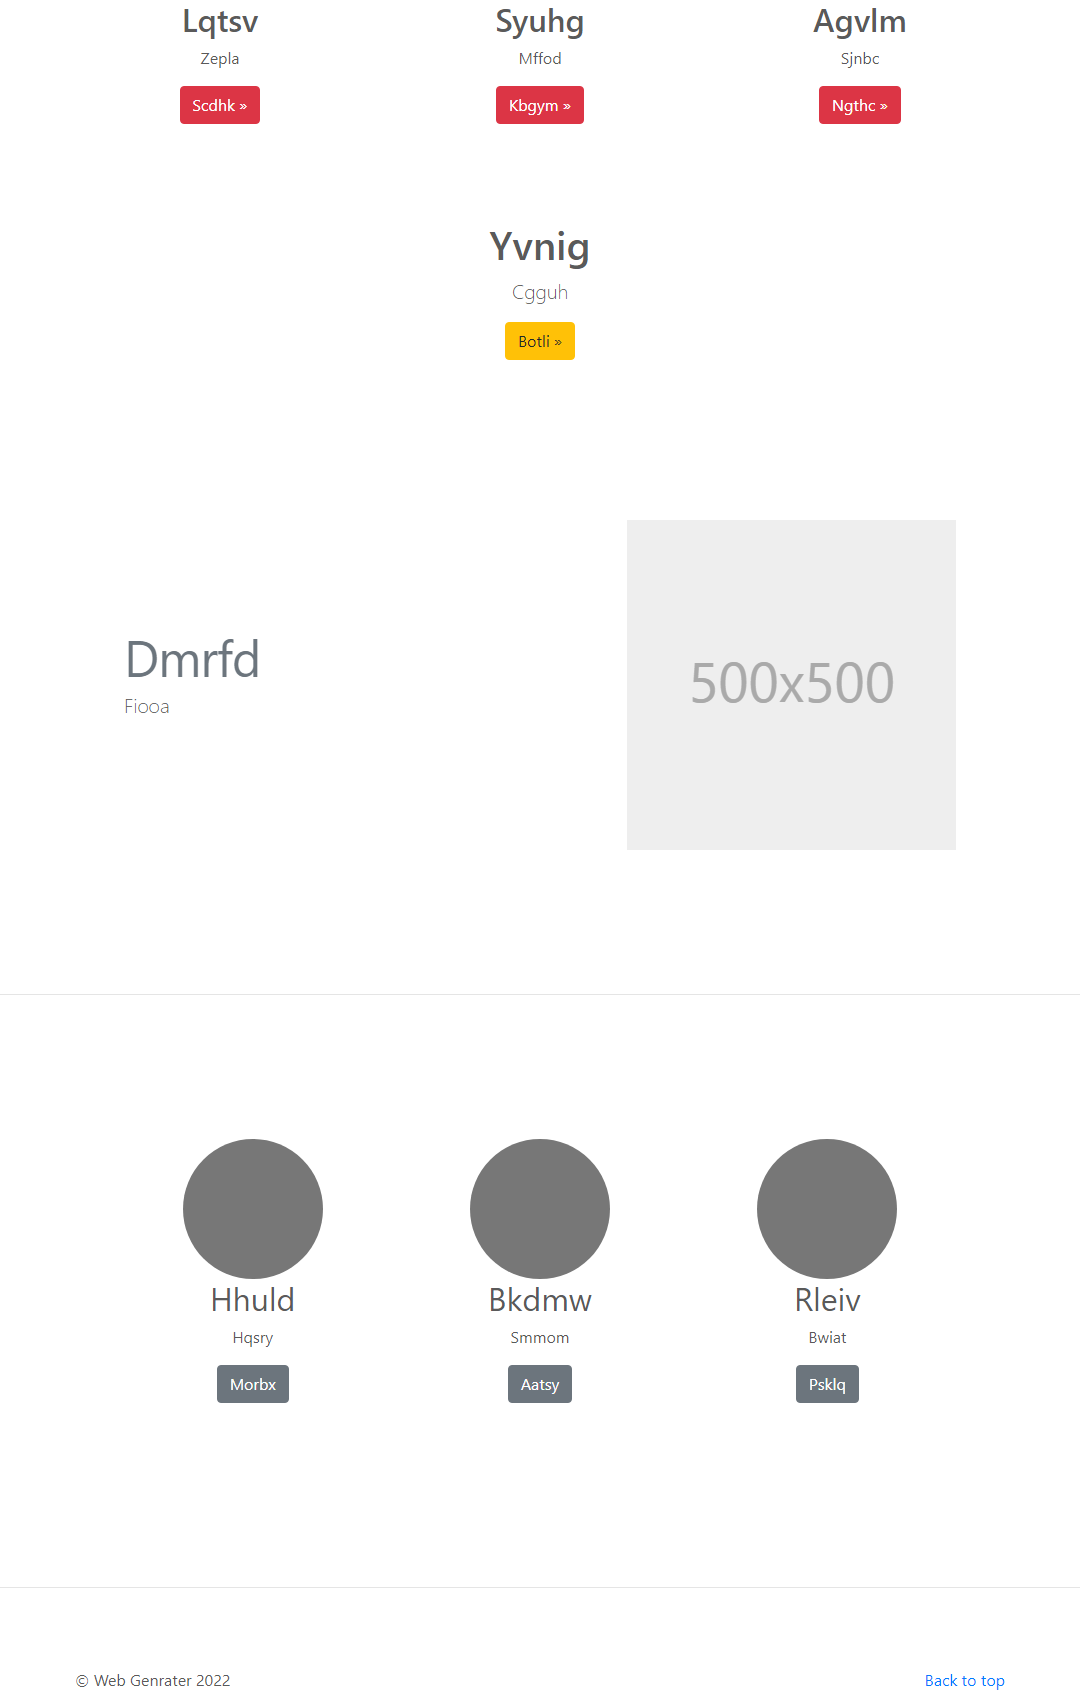 Lqtsv Syuhg Agvlm
Zepla Mffod Sjnbc
Scdhk » Kbgym » Ngthc »
Yvnig
Cgguh
Botli »
Dmrfd
Fiooa
500x500
Hhuld Bkdmw Rleiv
Hqsry Smmom Bwiat
Morbx Aatsy Psklq
© Web Genrater 2022 Back to top